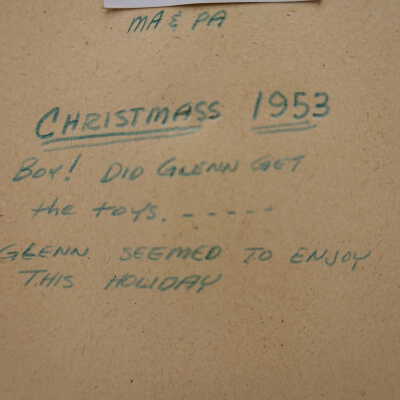 MA & PA
CHRISTMASS 1953
BOY! DID GLENN GET
the toys. - - - - -
GLENN. SEEMED TO ENJOY
THIS HOLIDAY